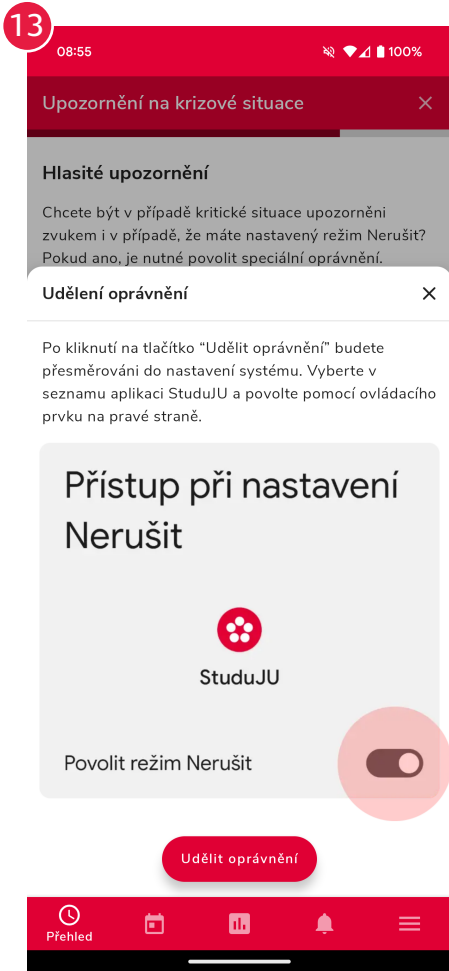 13
08:55
100%
Upozornění na krizové situace
Hlasité upozornění
Chcete být v případě kritické situace upozorněni
zvukem i v případě, že máte nastavený režim Nerušit?
Pokud ano, je nutné povolit speciální oprávnění.
Udělení oprávnění
Po kliknutí na tlačítko “Udělit oprávnění” budete
přesměrováni do nastavení systému. Vyberte v
seznamu aplikaci StuduJU a povolte pomocí ovládacího
prvku na pravé straně.
Přístup při nastavení
Nerušit
StuduJU
Povolit režim Nerušit
Udělit oprávnění
Přehled